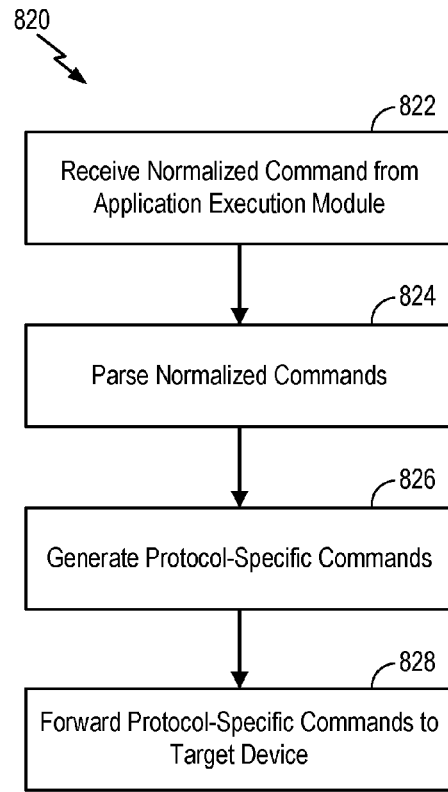 820
822
Receive Normalized Command from
Application Execution Module
824
Parse Normalized Commands
826
Generate Protocol-Specific Commands
828
Forward Protocol-Specific Commands to
Target Device